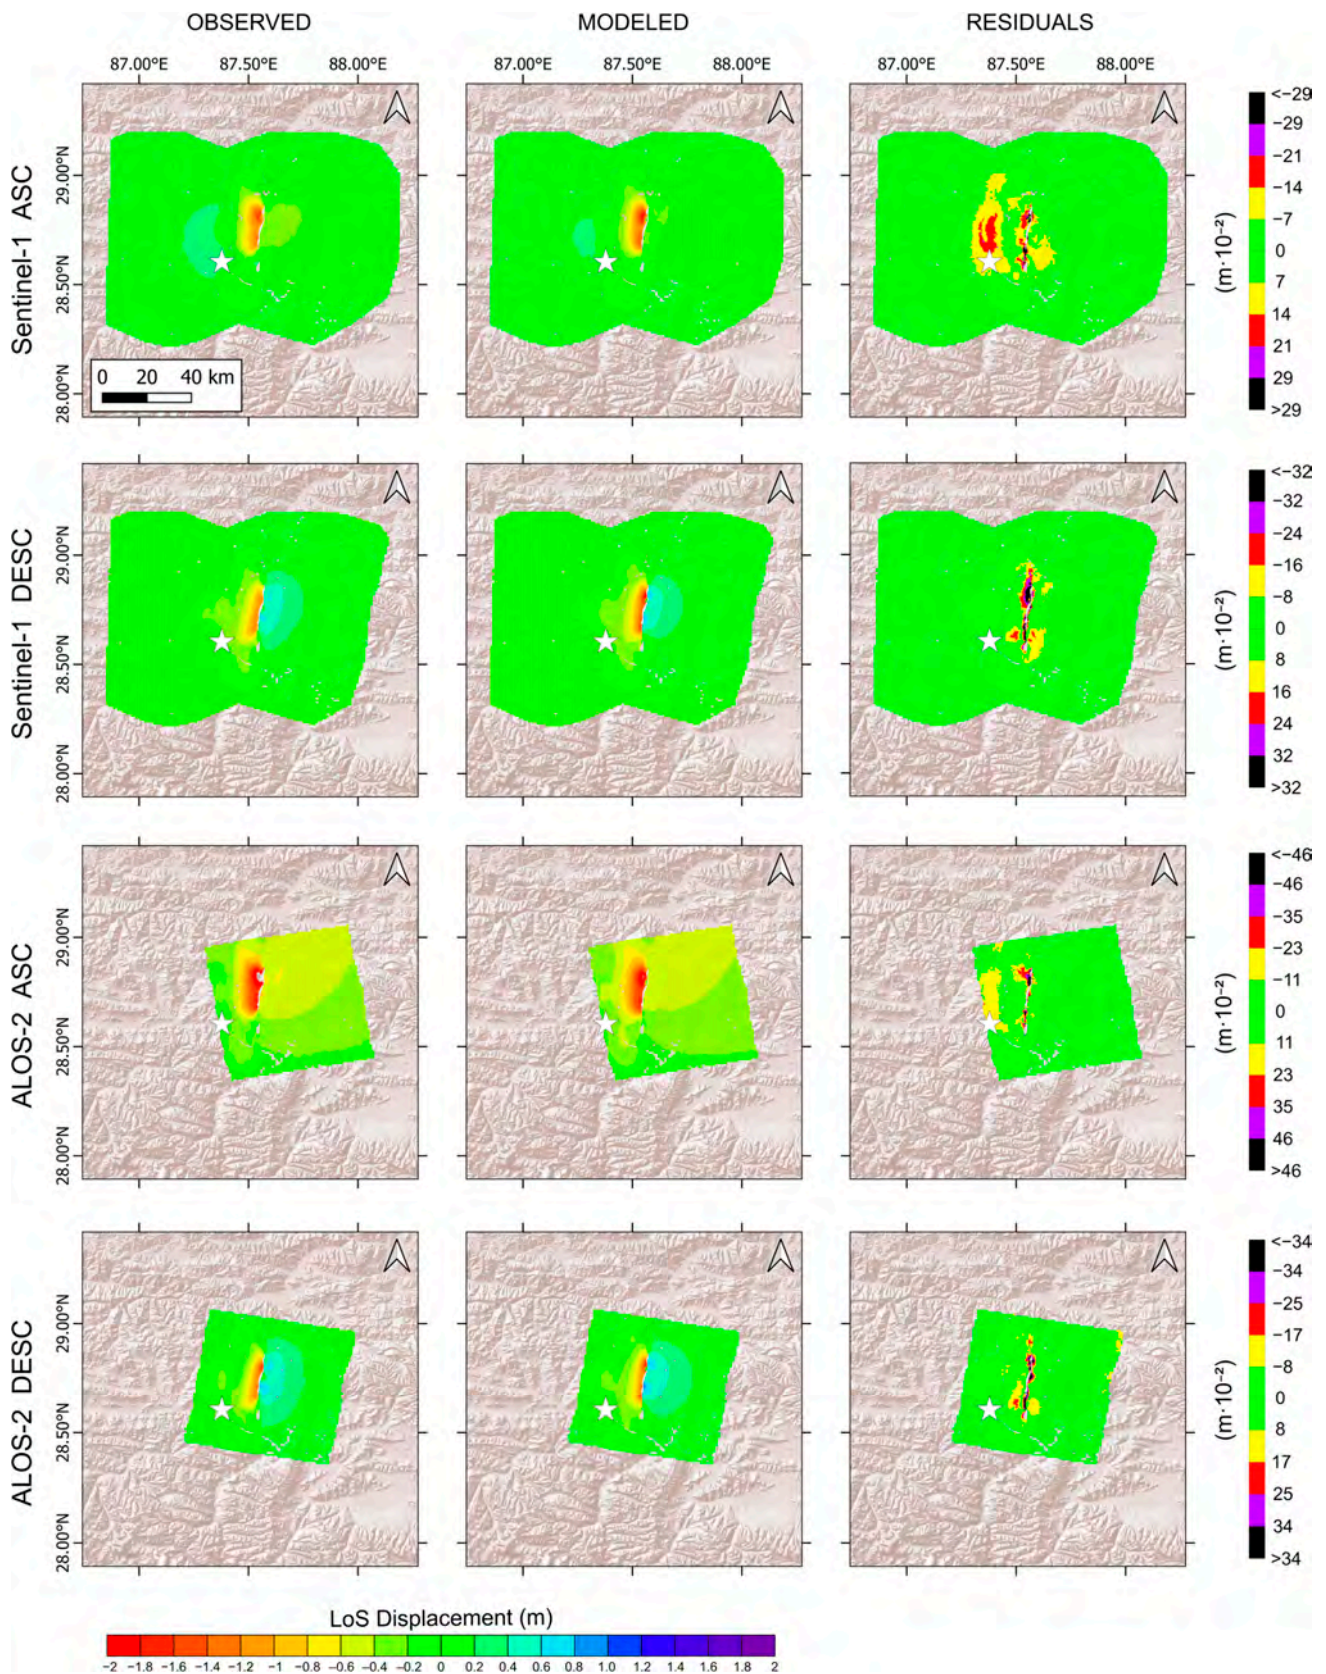 OBSERVED MODELED RESIDUALS
87.00°E 87.50°E 88.00°E 87.00°E 87.50°E 88.00°E 87.00°E 87.50°E 88.00°E
Sentinel-1 ASC
29.00°N
28.50°N
28.00°N
0 20 40 km
<-29
-29
-21
-14
-7
0
7
14
21
29
>29
(m·10⁻²)
Sentinel-1 DESC
29.00°N
28.50°N
28.00°N
<-32
-32
-24
-16
-8
0
8
16
24
32
>32
(m·10⁻²)
ALOS-2 ASC
29.00°N
28.50°N
28.00°N
<-46
-46
-35
-23
-11
0
11
23
35
46
>46
(m·10⁻²)
ALOS-2 DESC
29.00°N
28.50°N
28.00°N
<-34
-34
-25
-17
-8
0
8
17
25
34
>34
(m·10⁻²)
LoS Displacement (m)
-2 -1.8 -1.6 -1.4 -1.2 -1 -0.8 -0.6 -0.4 -0.2 0 0.2 0.4 0.6 0.8 1.0 1.2 1.4 1.6 1.8 2